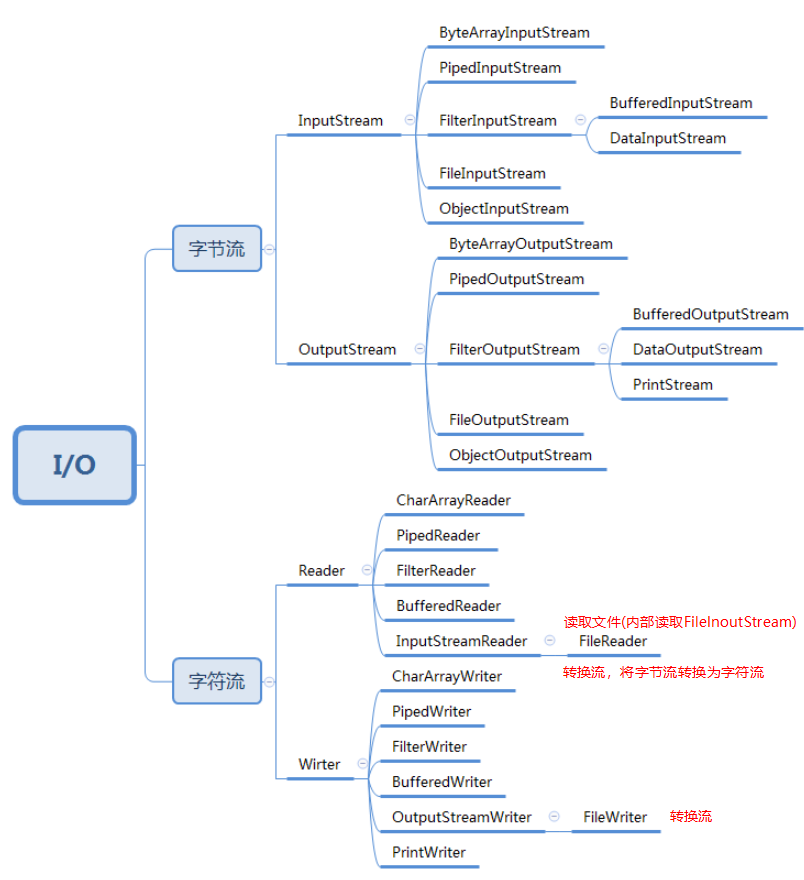 I/O
字节流
InputStream
ByteArrayInputStream
PipedInputStream
FilterInputStream
BufferedInputStream
DataInputStream
FileInputStream
ObjectInputStream
OutputStream
ByteArrayOutputStream
PipedOutputStream
FilterOutputStream
BufferedOutputStream
DataOutputStream
PrintStream
FileOutputStream
ObjectOutputStream
字符流
Reader
CharArrayReader
PipedReader
FilterReader
BufferedReader
InputStreamReader
读取文件(内部读取FileInoutStream)
FileReader
转换流，将字节流转换为字符流
Wirter
CharArrayWriter
PipedWriter
FilterWriter
BufferedWriter
OutputStreamWriter
FileWriter
转换流
PrintWriter